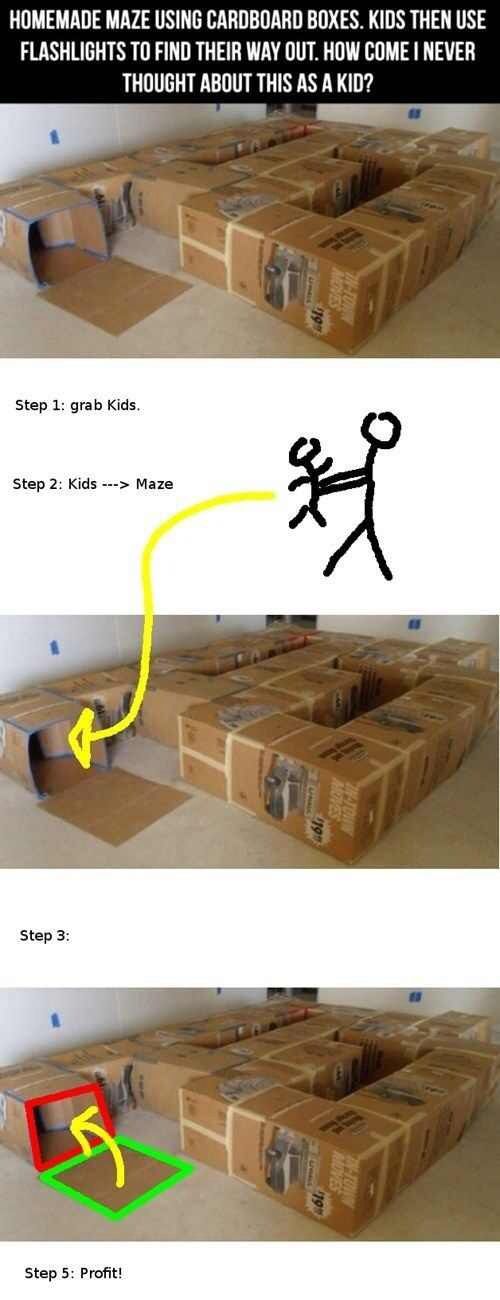 HOMEMADE MAZE USING CARDBOARD BOXES. KIDS THEN USE
FLASHLIGHTS TO FIND THEIR WAY OUT. HOW COME I NEVER
THOUGHT ABOUT THIS AS A KID?
Step 1: grab Kids.
Step 2: Kids ---> Maze
Step 3:
Step 5: Profit!